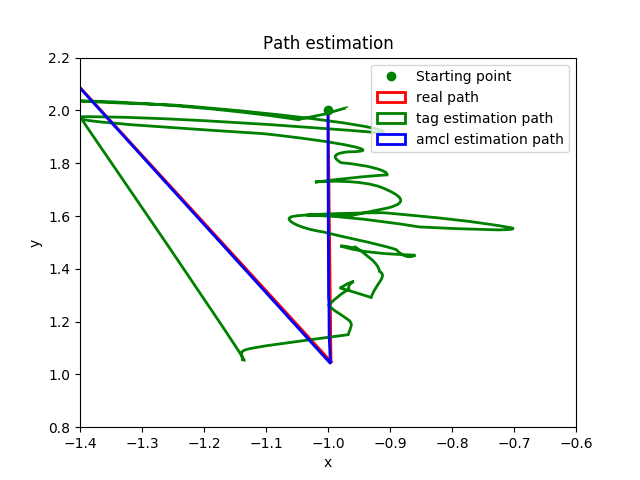 Path estimation
2.2
2.0
1.8
1.6
1.4
1.2
1.0
0.8
y
Starting point
real path
tag estimation path
amcl estimation path
−1.4 −1.3 −1.2 −1.1 −1.0 −0.9 −0.8 −0.7 −0.6
x